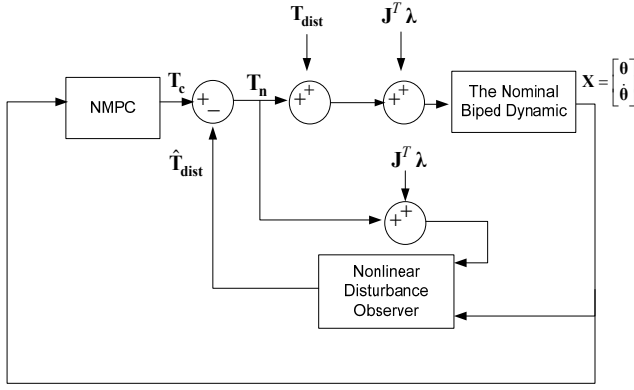 T_dist
J^T λ
X = [θ
θ̇]
NMPC
T_c
+
−
T_n
+ +
+ +
The Nominal
Biped Dynamic
T̂_dist
J^T λ
+ +
Nonlinear
Disturbance
Observer